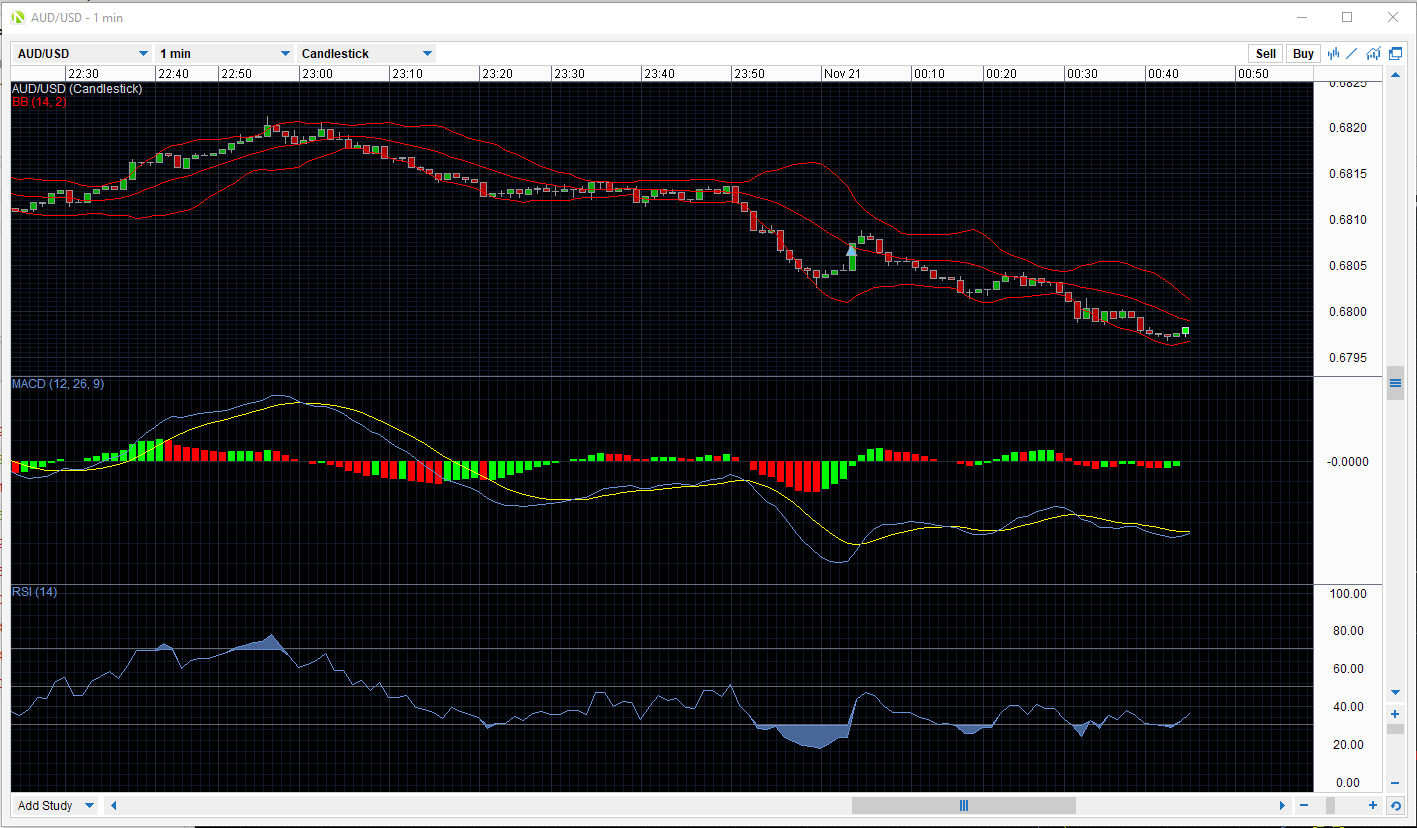 AUD/USD - 1 min
AUD/USD 1 min Candlestick Sell Buy
22:30 22:40 22:50 23:00 23:10 23:20 23:30 23:40 23:50 Nov 21 00:10 00:20 00:30 00:40 00:50
AUD/USD (Candlestick)
BB (14, 2)
0.6825
0.6820
0.6815
0.6810
0.6805
0.6800
0.6795
MACD (12, 26, 9)
-0.0000
RSI (14)
100.00
80.00
60.00
40.00
20.00
0.00
Add Study